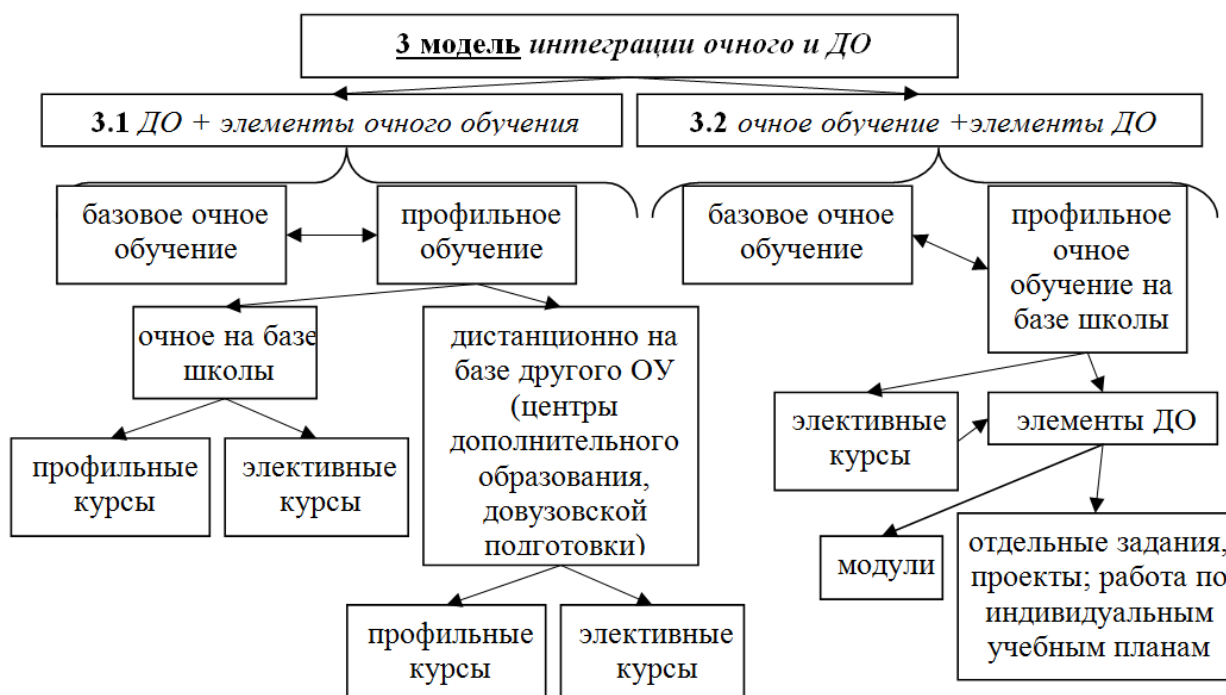 3 модель интеграции очного и ДО
3.1 ДО + элементы очного обучения
3.2 очное обучение +элементы ДО
базовое очное
обучение
профильное
обучение
базовое очное
обучение
профильное
очное
обучение на
базе школы
очное на базе
школы
дистанционно на
базе другого ОУ
(центры
дополнительного
образования,
довузовской
подготовки)
элективные
курсы
элементы ДО
профильные
курсы
элективные
курсы
модули
отдельные задания,
проекты; работа по
индивидуальным
учебным планам
профильные
курсы
элективные
курсы